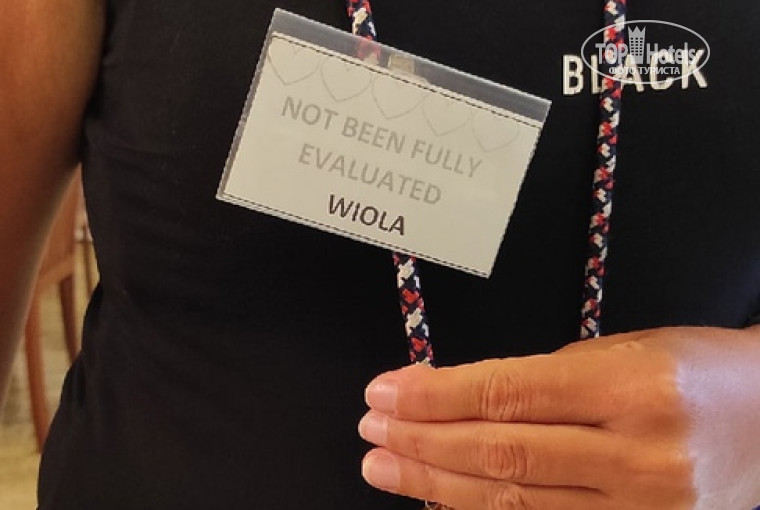 NOT BEEN FULLY
EVALUATED
WIOLA
BLACK
TOP Hotels
ФОТО ТУРИСТА